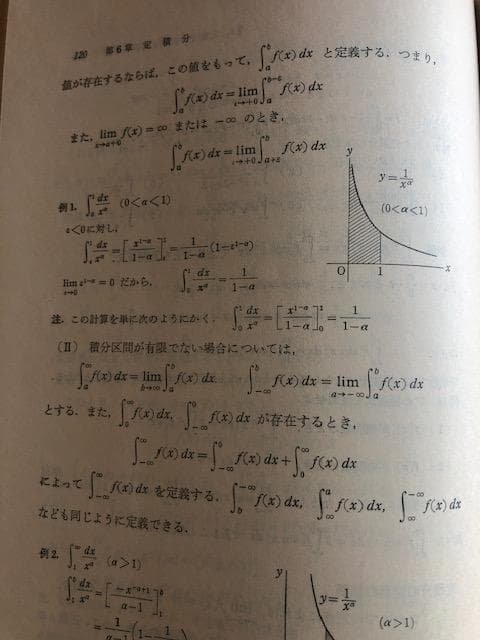 120 第6章 定積分
値が存在するならば，この値をもって，∫_a^b f(x) dx と定義する．つまり，
∫_a^b f(x) dx = lim_{ε→+0} ∫_a^{b-ε} f(x) dx
また，lim_{x→a+0} f(x) = ∞ または −∞ のとき，
∫_a^b f(x) dx = lim_{ε→+0} ∫_{a+ε}^b f(x) dx
例1. ∫_0^1 dx/x^α (0<α<1)
ε<0に対し，
∫_ε^1 dx/x^α = [x^{1-α}/(1-α)]_ε^1 = 1/(1-α) (1-ε^{1-α})
lim_{ε→0} ε^{1-α} = 0 だから， ∫_0^1 dx/x^α = 1/(1-α)
y
y = 1/x^α
(0<α<1)
O 1 x
注. この計算を単に次のようにかく． ∫_0^1 dx/x^α = [x^{1-α}/(1-α)]_0^1 = 1/(1-α)
(II) 積分区間が有限でない場合については，
∫_a^∞ f(x) dx = lim_{b→∞} ∫_a^b f(x) dx ∫_{-∞}^b f(x) dx = lim_{a→-∞} ∫_a^b f(x) dx
とする．また，∫_0^∞ f(x) dx, ∫_{-∞}^0 f(x) dx が存在するとき，
∫_{-∞}^∞ f(x) dx = ∫_{-∞}^0 f(x) dx + ∫_0^∞ f(x) dx
によって ∫_{-∞}^∞ f(x) dx を定義する．∫_b^{-∞} f(x) dx, ∫_∞^a f(x) dx, ∫_∞^{-∞} f(x) dx
なども同じように定義できる．
例2. ∫_1^∞ dx/x^α (α>1)
∫_1^b dx/x^α = [-x^{-α+1}/(α-1)]_1^b
y
y = 1/x^α
(α>1)